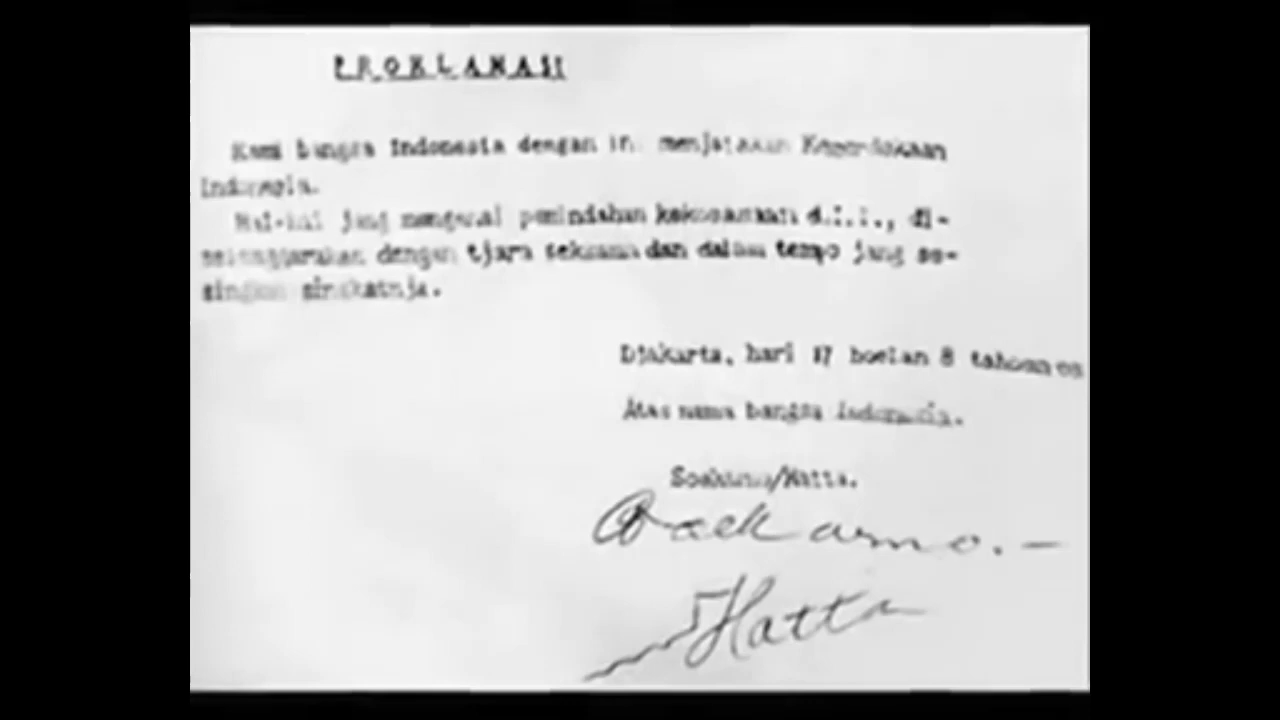 PROKLAMASI
Kami bangsa Indonesia dengan ini menjatakan Kemerdekaan
Indonesia.
Hal-hal jang mengenai pemindahan kekoeasaan d.l.l., di-
selenggarakan dengan tjara seksama dan dalam tempo jang se-
singkat singkatnja.
Djakarta, hari 17 boelan 8 tahoen 05
Atas nama bangsa Indonesia.
Soekarno/Hatta.
Soekarno.—
Hatta